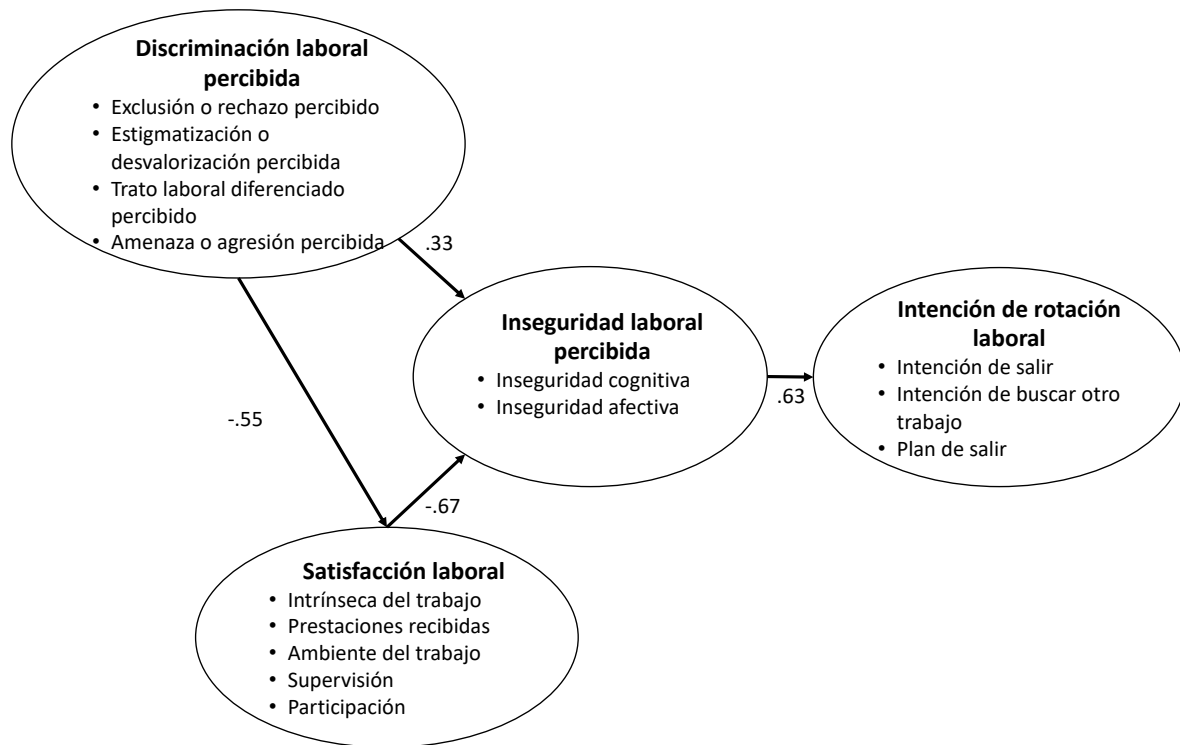 Discriminación laboral
percibida
• Exclusión o rechazo percibido
• Estigmatización o
desvalorización percibida
• Trato laboral diferenciado
percibido
• Amenaza o agresión percibida
.33
Inseguridad laboral
percibida
• Inseguridad cognitiva
• Inseguridad afectiva
.63
Intención de rotación
laboral
• Intención de salir
• Intención de buscar otro
trabajo
• Plan de salir
-.55
-.67
Satisfacción laboral
• Intrínseca del trabajo
• Prestaciones recibidas
• Ambiente del trabajo
• Supervisión
• Participación